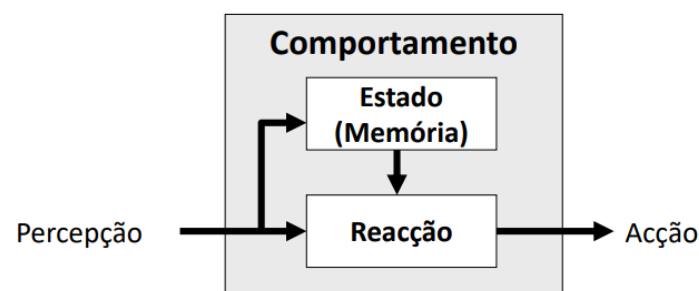 Comportamento
Estado
(Memória)
Percepção
Reacção
Acção